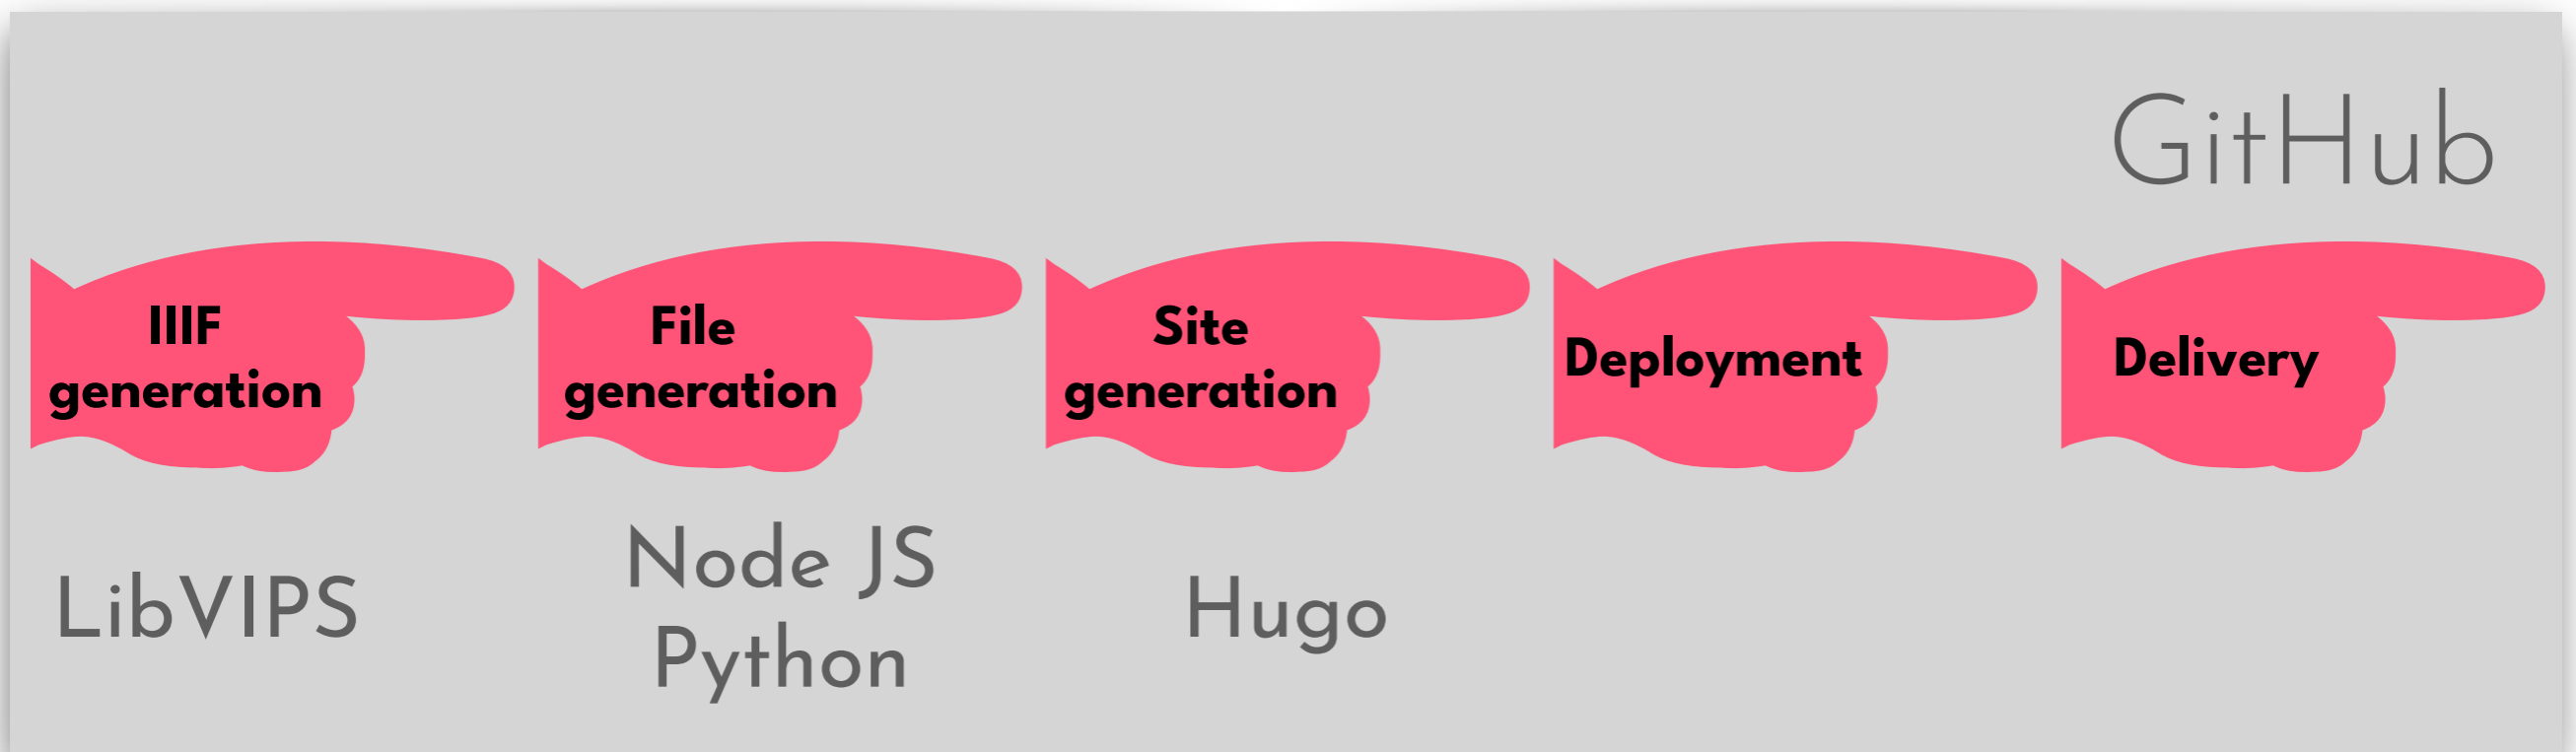 GitHub
IIIF
generation
File
generation
Site
generation
Deployment
Delivery
LibVIPS
Node JS
Python
Hugo